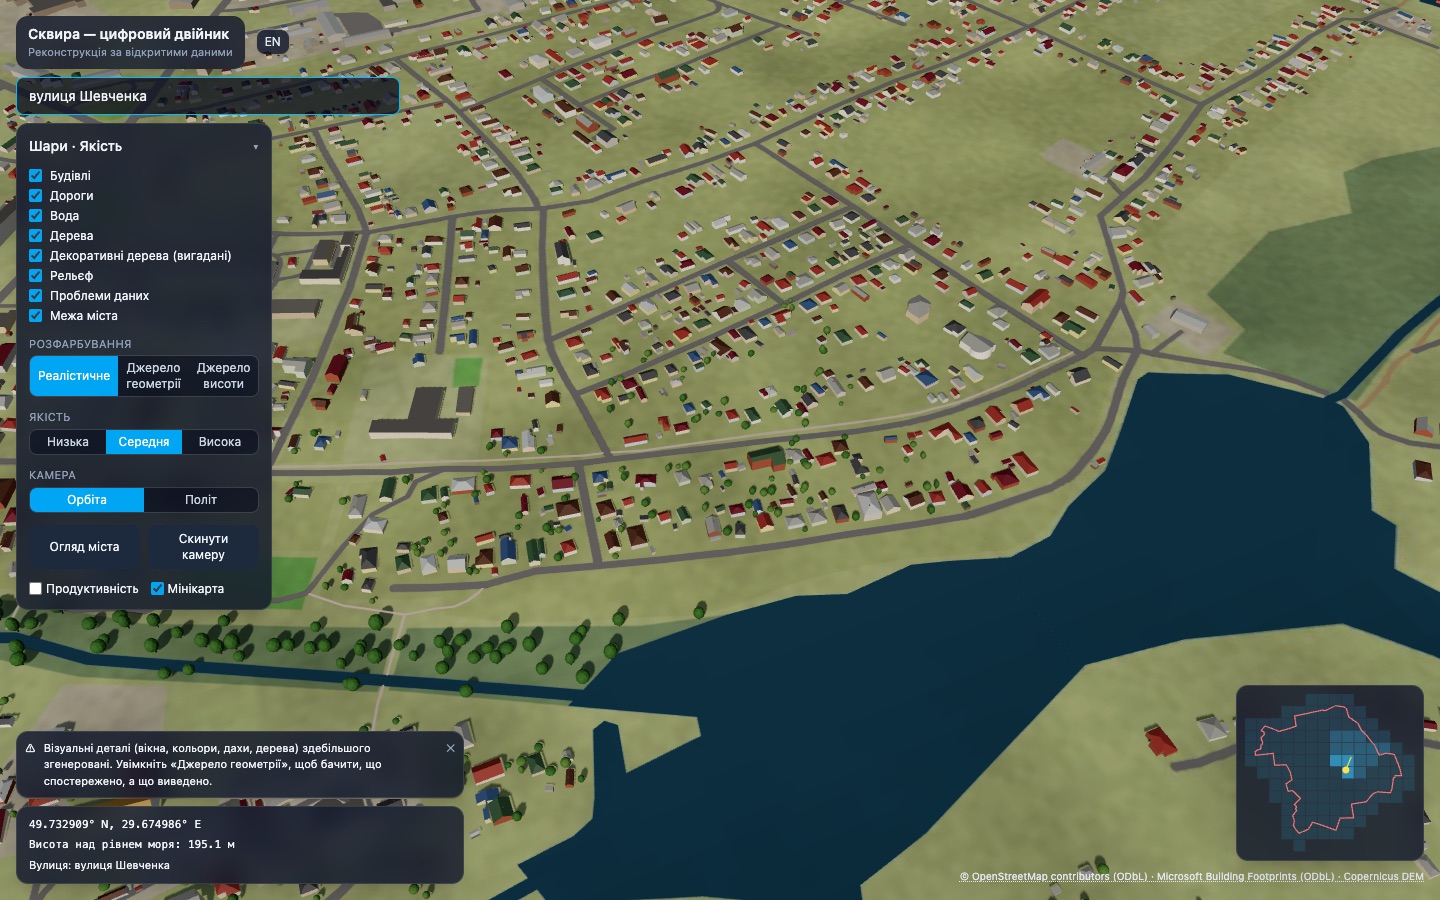 Сквира — цифровий двійник
Реконструкція за відкритими даними
EN
вулиця Шевченка
Шари · Якість
Будівлі
Дороги
Вода
Дерева
Декоративні дерева (вигадані)
Рельєф
Проблеми даних
Межа міста
РОЗФАРБУВАННЯ
Реалістичне
Джерело геометрії
Джерело висоти
ЯКІСТЬ
Низька
Середня
Висока
КАМЕРА
Орбіта
Політ
Огляд міста
Скинути камеру
Продуктивність
Мінікарта
Візуальні деталі (вікна, кольори, дахи, дерева) здебільшого
згенеровані. Увімкніть «Джерело геометрії», щоб бачити, що
спостережено, а що виведено.
49.732909° N, 29.674986° E
Висота над рівнем моря: 195.1 м
Вулиця: вулиця Шевченка
© OpenStreetMap contributors (ODbL) · Microsoft Building Footprints (ODbL) · Copernicus DEM